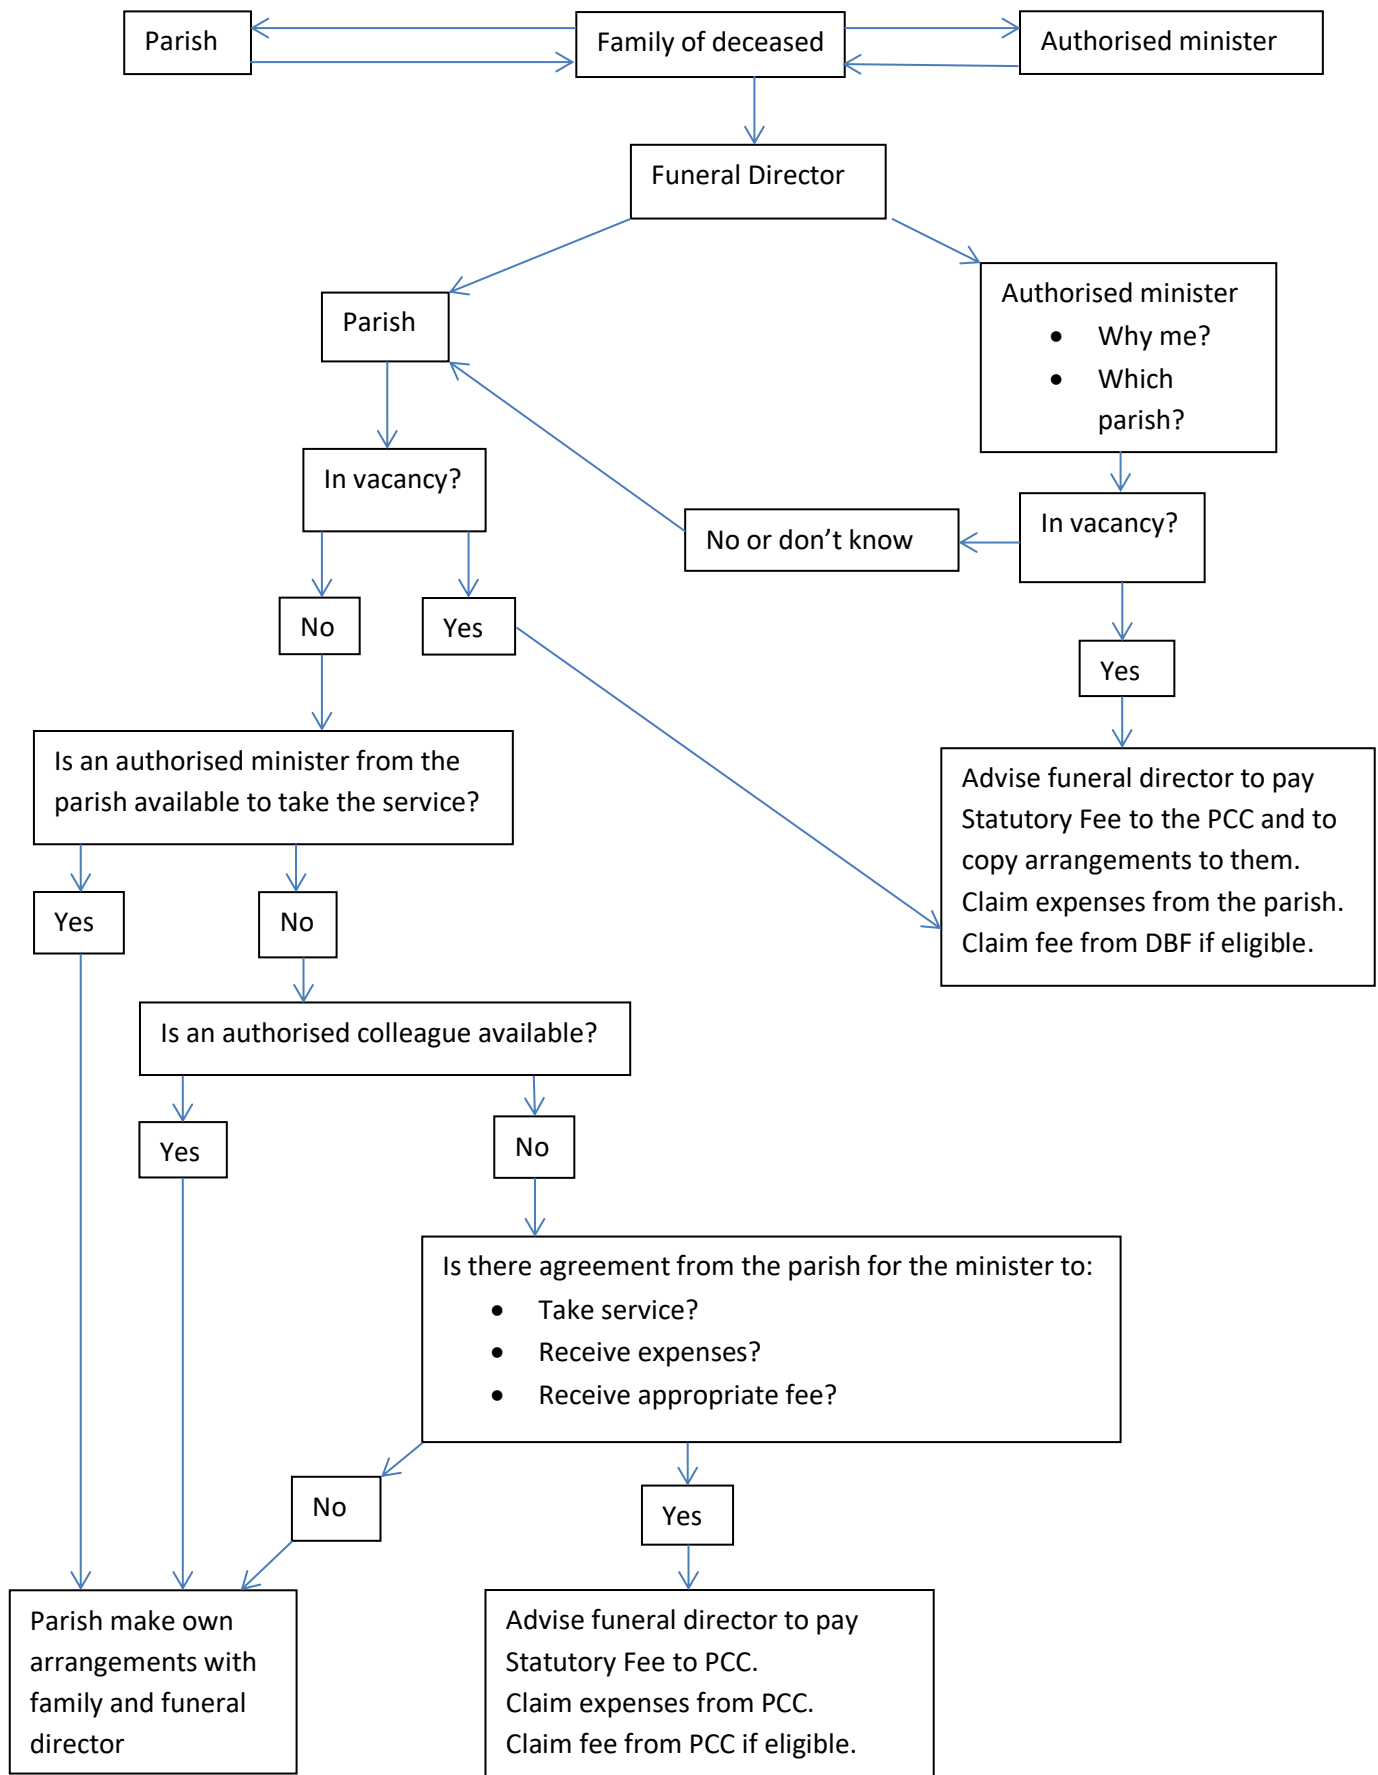 Parish
Family of deceased
Authorised minister
Funeral Director
Authorised minister
• Why me?
• Which
parish?
Parish
In vacancy?
No or don’t know
In vacancy?
No
Yes
Yes
Is an authorised minister from the
parish available to take the service?
Advise funeral director to pay
Statutory Fee to the PCC and to
copy arrangements to them.
Claim expenses from the parish.
Claim fee from DBF if eligible.
Yes
No
Is an authorised colleague available?
Yes
No
Is there agreement from the parish for the minister to:
• Take service?
• Receive expenses?
• Receive appropriate fee?
No
Yes
Parish make own
arrangements with
family and funeral
director
Advise funeral director to pay
Statutory Fee to PCC.
Claim expenses from PCC.
Claim fee from PCC if eligible.